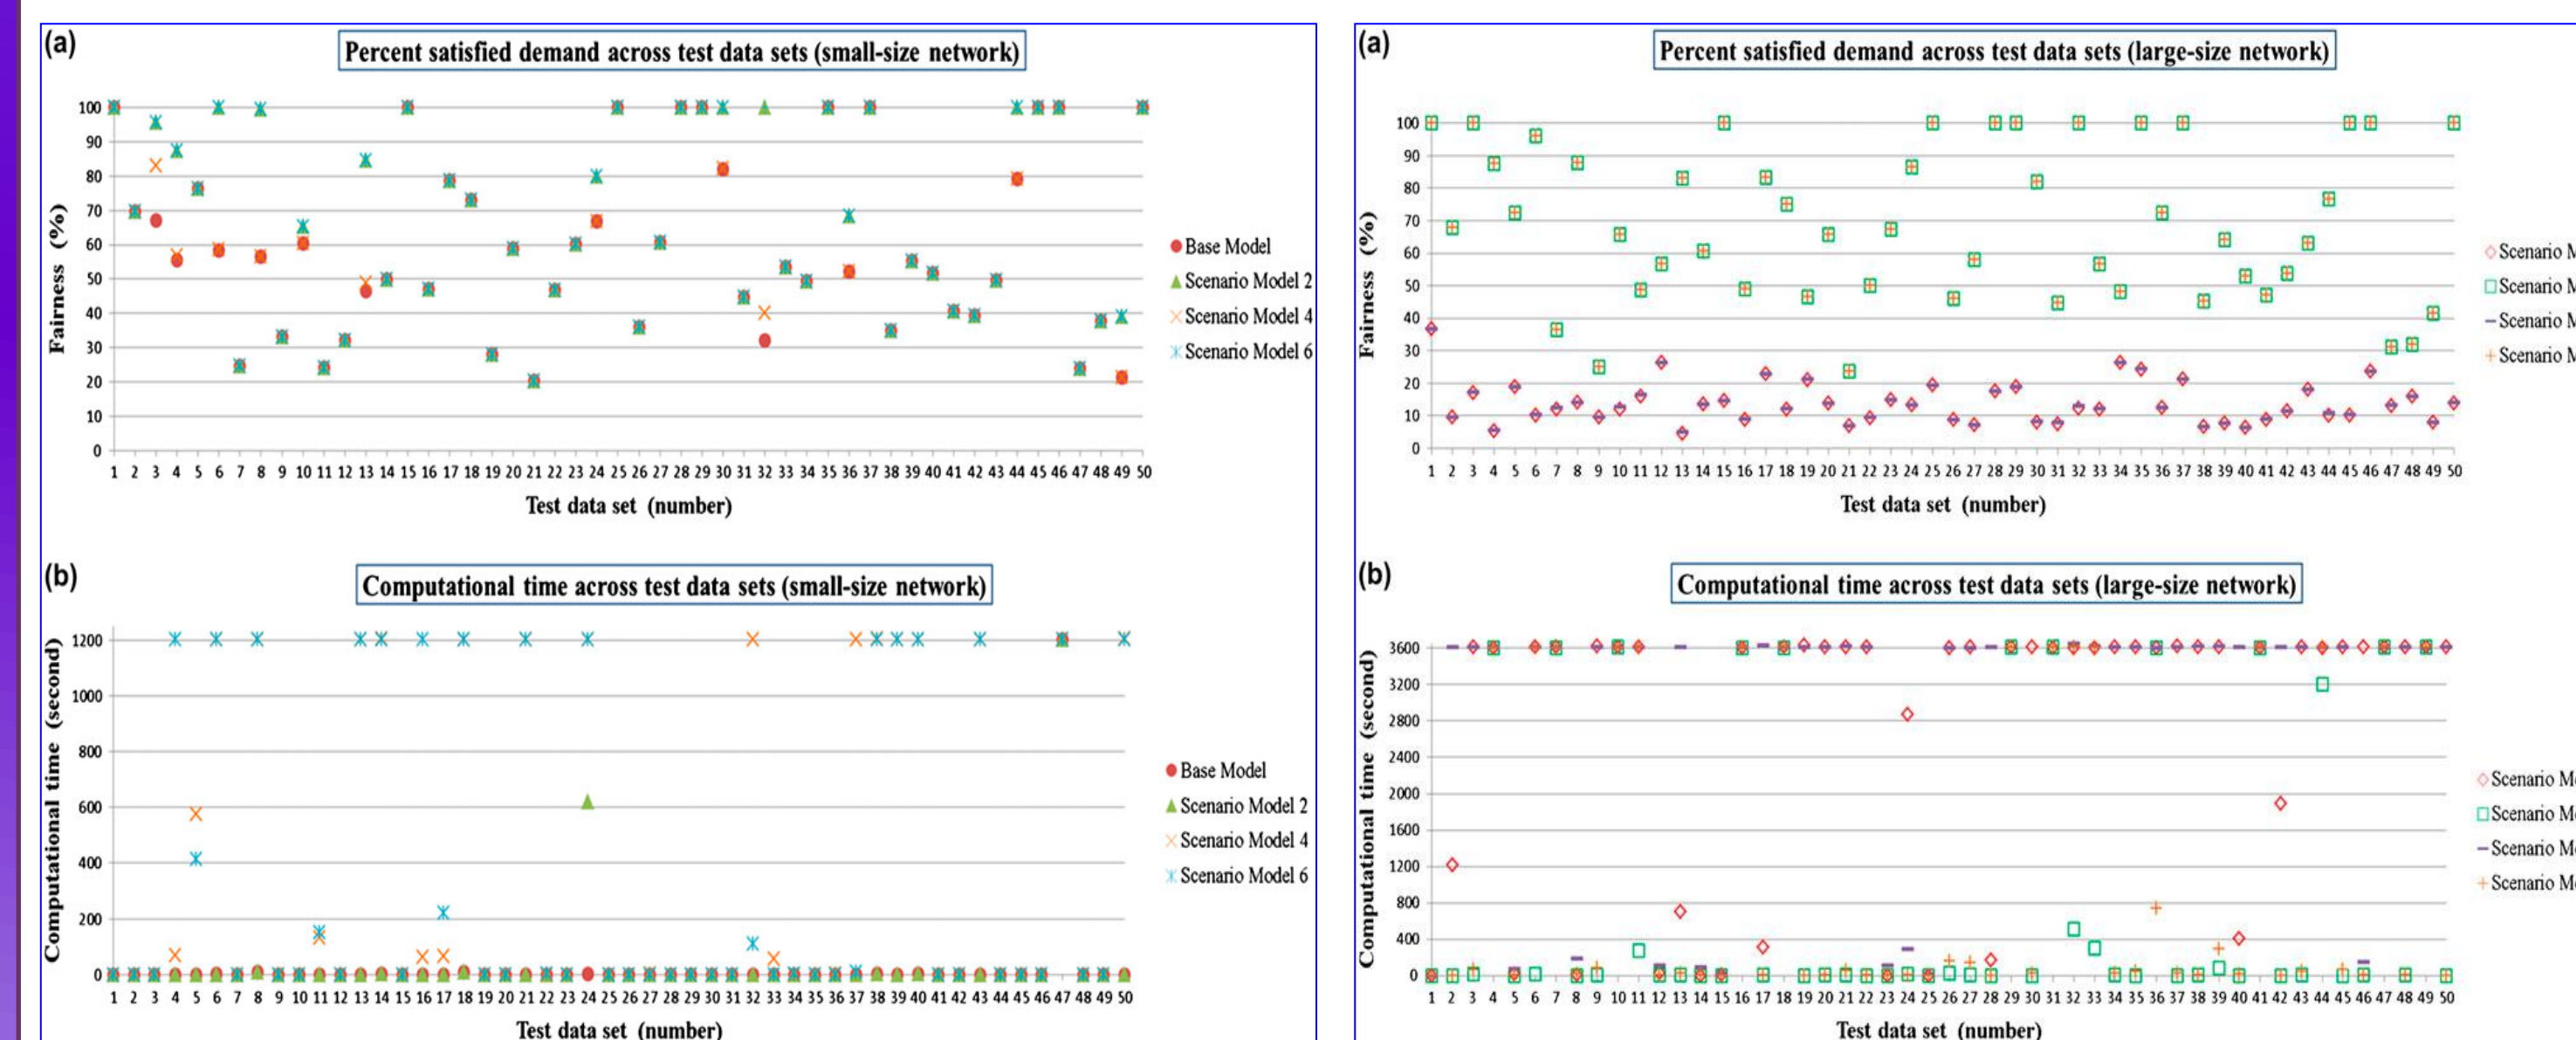 (a)
Percent satisfied demand across test data sets (small-size network)
100
90
80
70
60
50
40
30
20
10
0
Fairness (%)
1 2 3 4 5 6 7 8 9 10 11 12 13 14 15 16 17 18 19 20 21 22 23 24 25 26 27 28 29 30 31 32 33 34 35 36 37 38 39 40 41 42 43 44 45 46 47 48 49 50
Test data set (number)
Base Model
Scenario Model 2
Scenario Model 4
Scenario Model 6
(b)
Computational time across test data sets (small-size network)
1200
1000
800
600
400
200
0
Computational time (second)
1 2 3 4 5 6 7 8 9 10 11 12 13 14 15 16 17 18 19 20 21 22 23 24 25 26 27 28 29 30 31 32 33 34 35 36 37 38 39 40 41 42 43 44 45 46 47 48 49 50
Test data set (number)
Base Model
Scenario Model 2
Scenario Model 4
Scenario Model 6
(a)
Percent satisfied demand across test data sets (large-size network)
100
90
80
70
60
50
40
30
20
10
0
Fairness (%)
1 2 3 4 5 6 7 8 9 10 11 12 13 14 15 16 17 18 19 20 21 22 23 24 25 26 27 28 29 30 31 32 33 34 35 36 37 38 39 40 41 42 43 44 45 46 47 48 49 50
Test data set (number)
Scenario M
Scenario M
Scenario M
Scenario M
(b)
Computational time across test data sets (large-size network)
3600
3200
2800
2400
2000
1600
1200
800
400
0
Computational time (second)
1 2 3 4 5 6 7 8 9 10 11 12 13 14 15 16 17 18 19 20 21 22 23 24 25 26 27 28 29 30 31 32 33 34 35 36 37 38 39 40 41 42 43 44 45 46 47 48 49 50
Test data set (number)
Scenario Mo
Scenario Mo
Scenario Mo
Scenario Mo